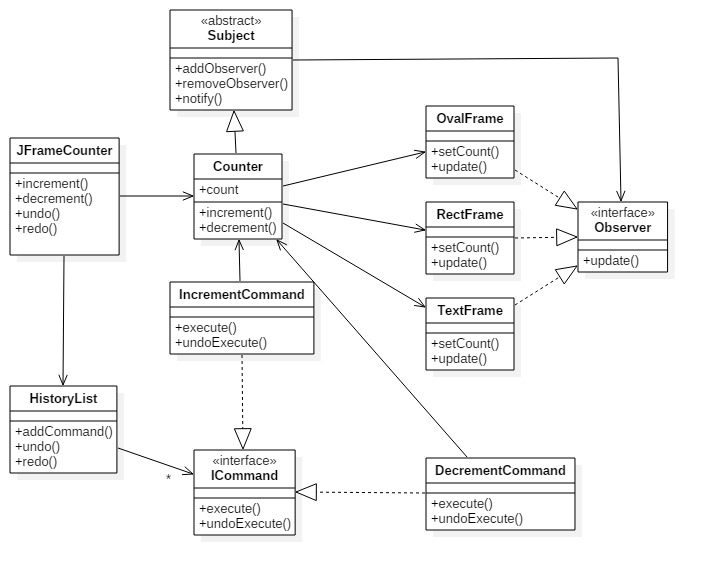 «abstract»
Subject
+addObserver()
+removeObserver()
+notify()
OvalFrame
+setCount()
+update()
JFrameCounter
+increment()
+decrement()
+undo()
+redo()
Counter
+count
+increment()
+decrement()
RectFrame
+setCount()
+update()
«interface»
Observer
+update()
IncrementCommand
+execute()
+undoExecute()
TextFrame
+setCount()
+update()
HistoryList
+addCommand()
+undo()
+redo()
*
«interface»
ICommand
+execute()
+undoExecute()
DecrementCommand
+execute()
+undoExecute()